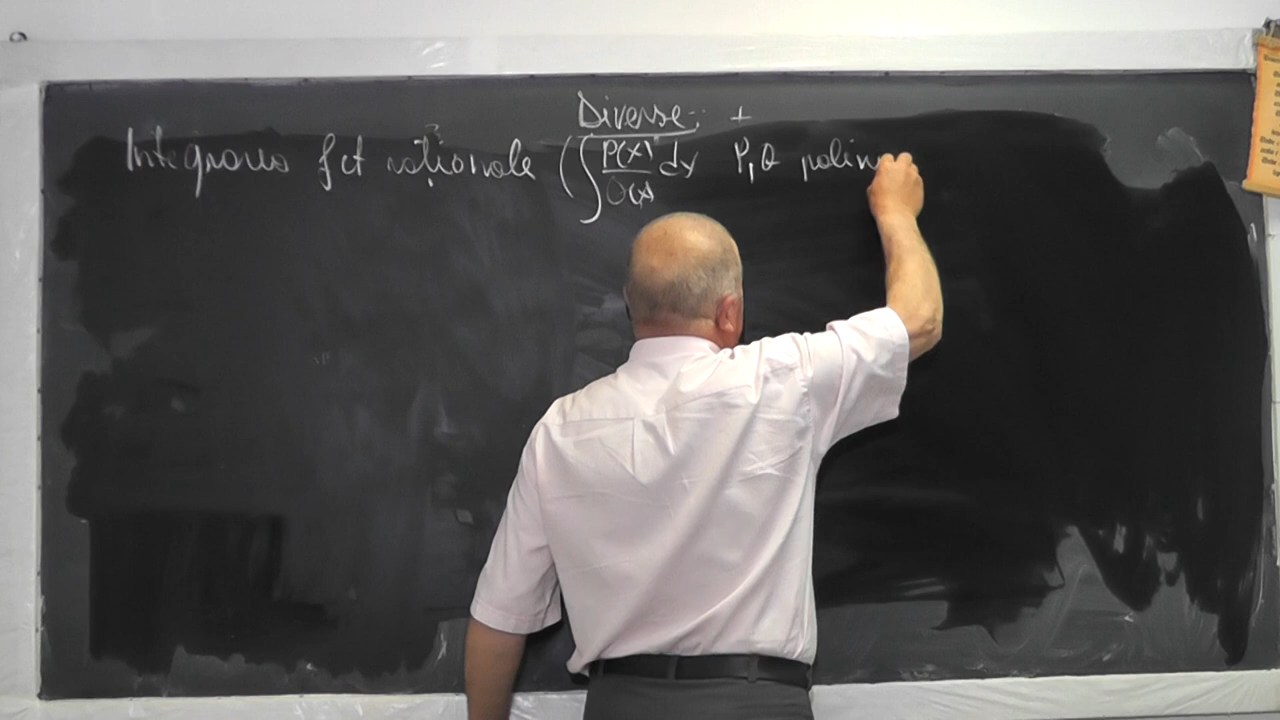 Diverse; +
Integrarea fct raționale (∫ P(x)/Q(x) dx P, Q polin